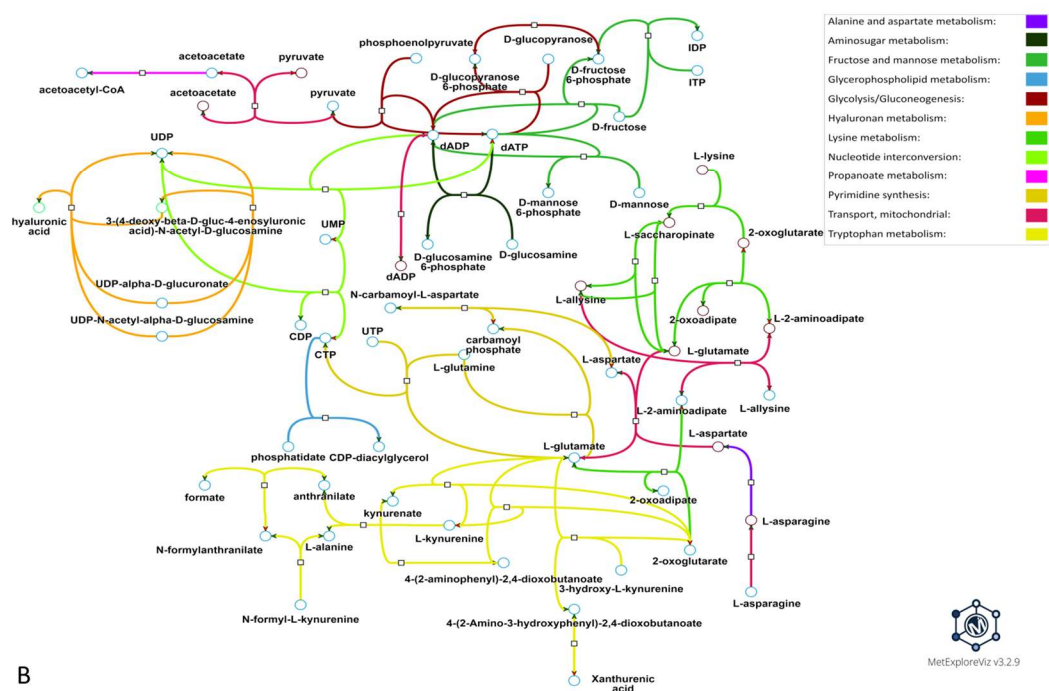 phosphoenolpyruvate
D-glucopyranose
IDP
acetoacetate
pyruvate
D-glucopyranose
6-phosphate
D-fructose
6-phosphate
ITP
acetoacetyl-CoA
acetoacetate
pyruvate
D-fructose
UDP
dADP
dATP
L-lysine
hyaluronic
acid
3-(4-deoxy-beta-D-gluc-4-enosyluronic
acid)-N-acetyl-D-glucosamine
UMP
D-mannose
6-phosphate
D-mannose
L-saccharopinate
2-oxoglutarate
D-glucosamine
6-phosphate
D-glucosamine
dADP
UDP-alpha-D-glucuronate
N-carbamoyl-L-aspartate
L-allysine
2-oxoadipate
L-2-aminoadipate
UDP-N-acetyl-alpha-D-glucosamine
CDP
UTP
carbamoyl
phosphate
CTP
L-glutamine
L-aspartate
L-glutamate
L-allysine
L-2-aminoadipate
L-aspartate
phosphatidate
CDP-diacylglycerol
L-glutamate
formate
anthranilate
kynurenate
2-oxoadipate
L-asparagine
N-formylanthranilate
L-alanine
L-kynurenine
2-oxoglutarate
4-(2-aminophenyl)-2,4-dioxobutanoate
3-hydroxy-L-kynurenine
L-asparagine
N-formyl-L-kynurenine
4-(2-Amino-3-hydroxyphenyl)-2,4-dioxobutanoate
Xanthurenic
acid
B
Alanine and aspartate metabolism:
Aminosugar metabolism:
Fructose and mannose metabolism:
Glycerophospholipid metabolism:
Glycolysis/Gluconeogenesis:
Hyaluronan metabolism:
Lysine metabolism:
Nucleotide interconversion:
Propanoate metabolism:
Pyrimidine synthesis:
Transport, mitochondrial:
Tryptophan metabolism:
MetExploreViz v3.2.9